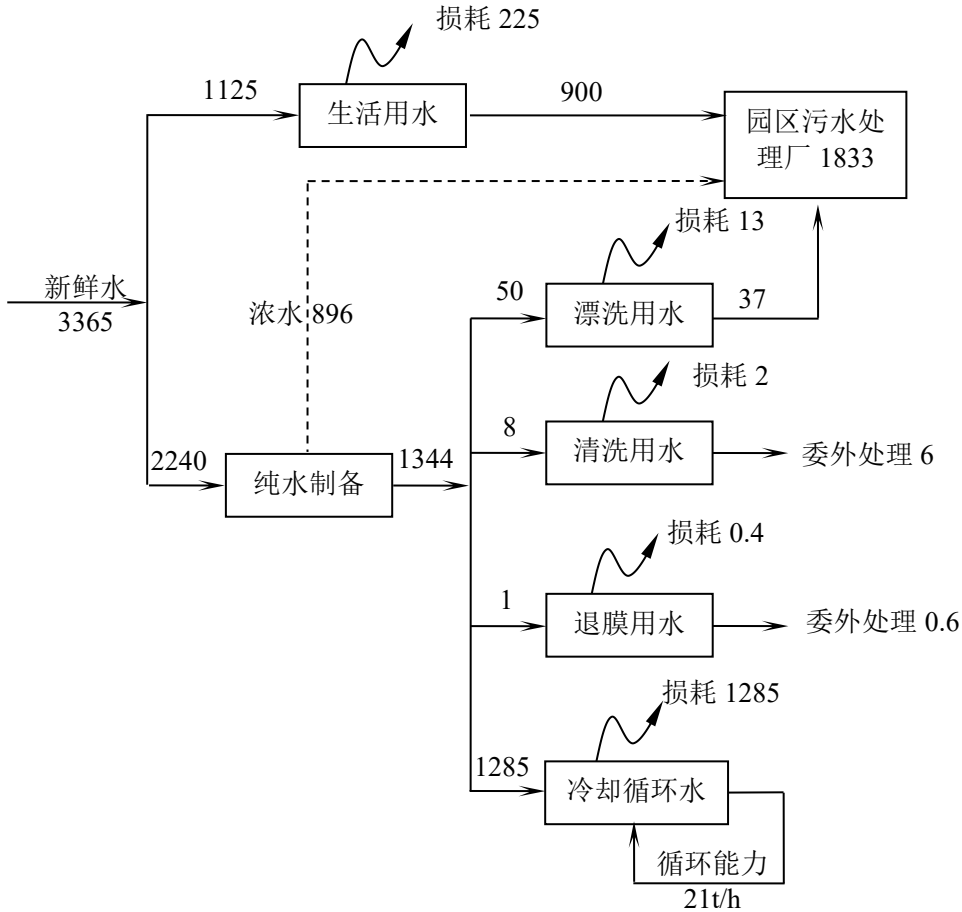 损耗 225
1125
生活用水
900
园区污水处
理厂 1833
损耗 13
新鲜水
3365
浓水 896
50
漂洗用水
37
损耗 2
8
清洗用水
委外处理 6
2240
纯水制备
1344
损耗 0.4
1
退膜用水
委外处理 0.6
损耗 1285
1285
冷却循环水
循环能力
21t/h